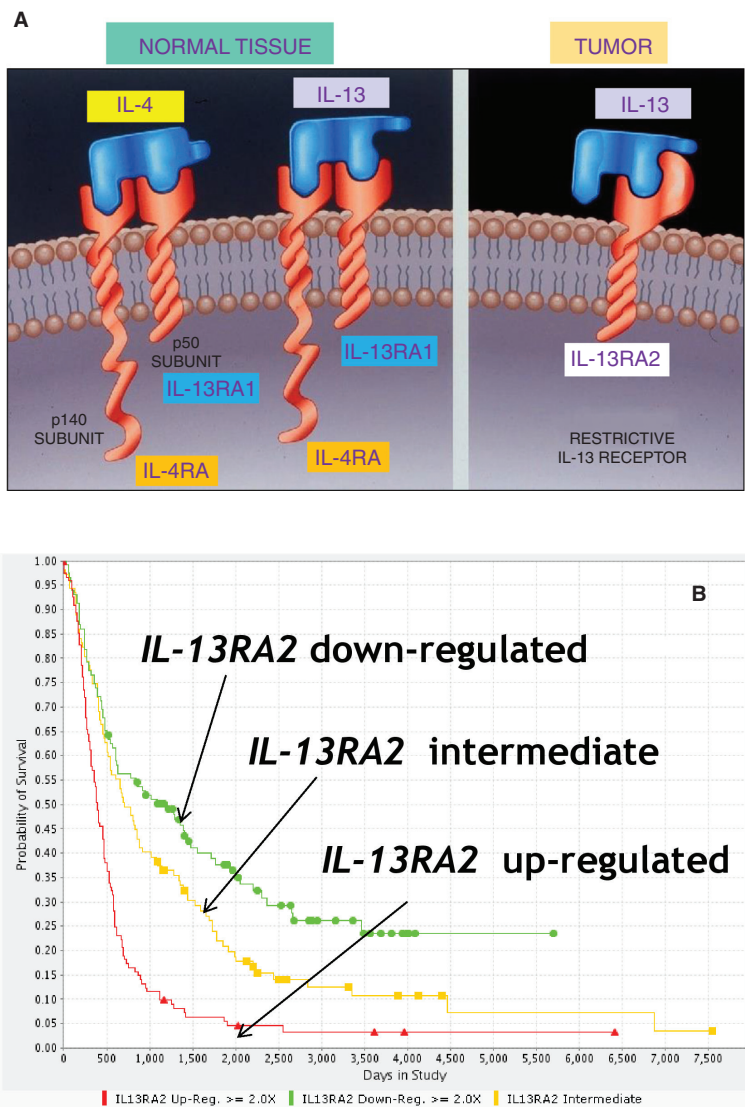 A
NORMAL TISSUE
TUMOR
IL-4
IL-13
IL-13
p50
SUBUNIT
IL-13RA1
IL-13RA1
IL-13RA2
p140
SUBUNIT
IL-4RA
IL-4RA
RESTRICTIVE
IL-13 RECEPTOR
B
IL-13RA2 down-regulated
IL-13RA2 intermediate
IL-13RA2 up-regulated
Probability of Survival
1.00
0.95
0.90
0.85
0.80
0.75
0.70
0.65
0.60
0.55
0.50
0.45
0.40
0.35
0.30
0.25
0.20
0.15
0.10
0.05
0.00
0 500 1,000 1,500 2,000 2,500 3,000 3,500 4,000 4,500 5,000 5,500 6,000 6,500 7,000 7,500
Days in Study
IL13RA2 Up-Reg. >= 2.0X IL13RA2 Down-Reg. >= 2.0X IL13RA2 Intermediate